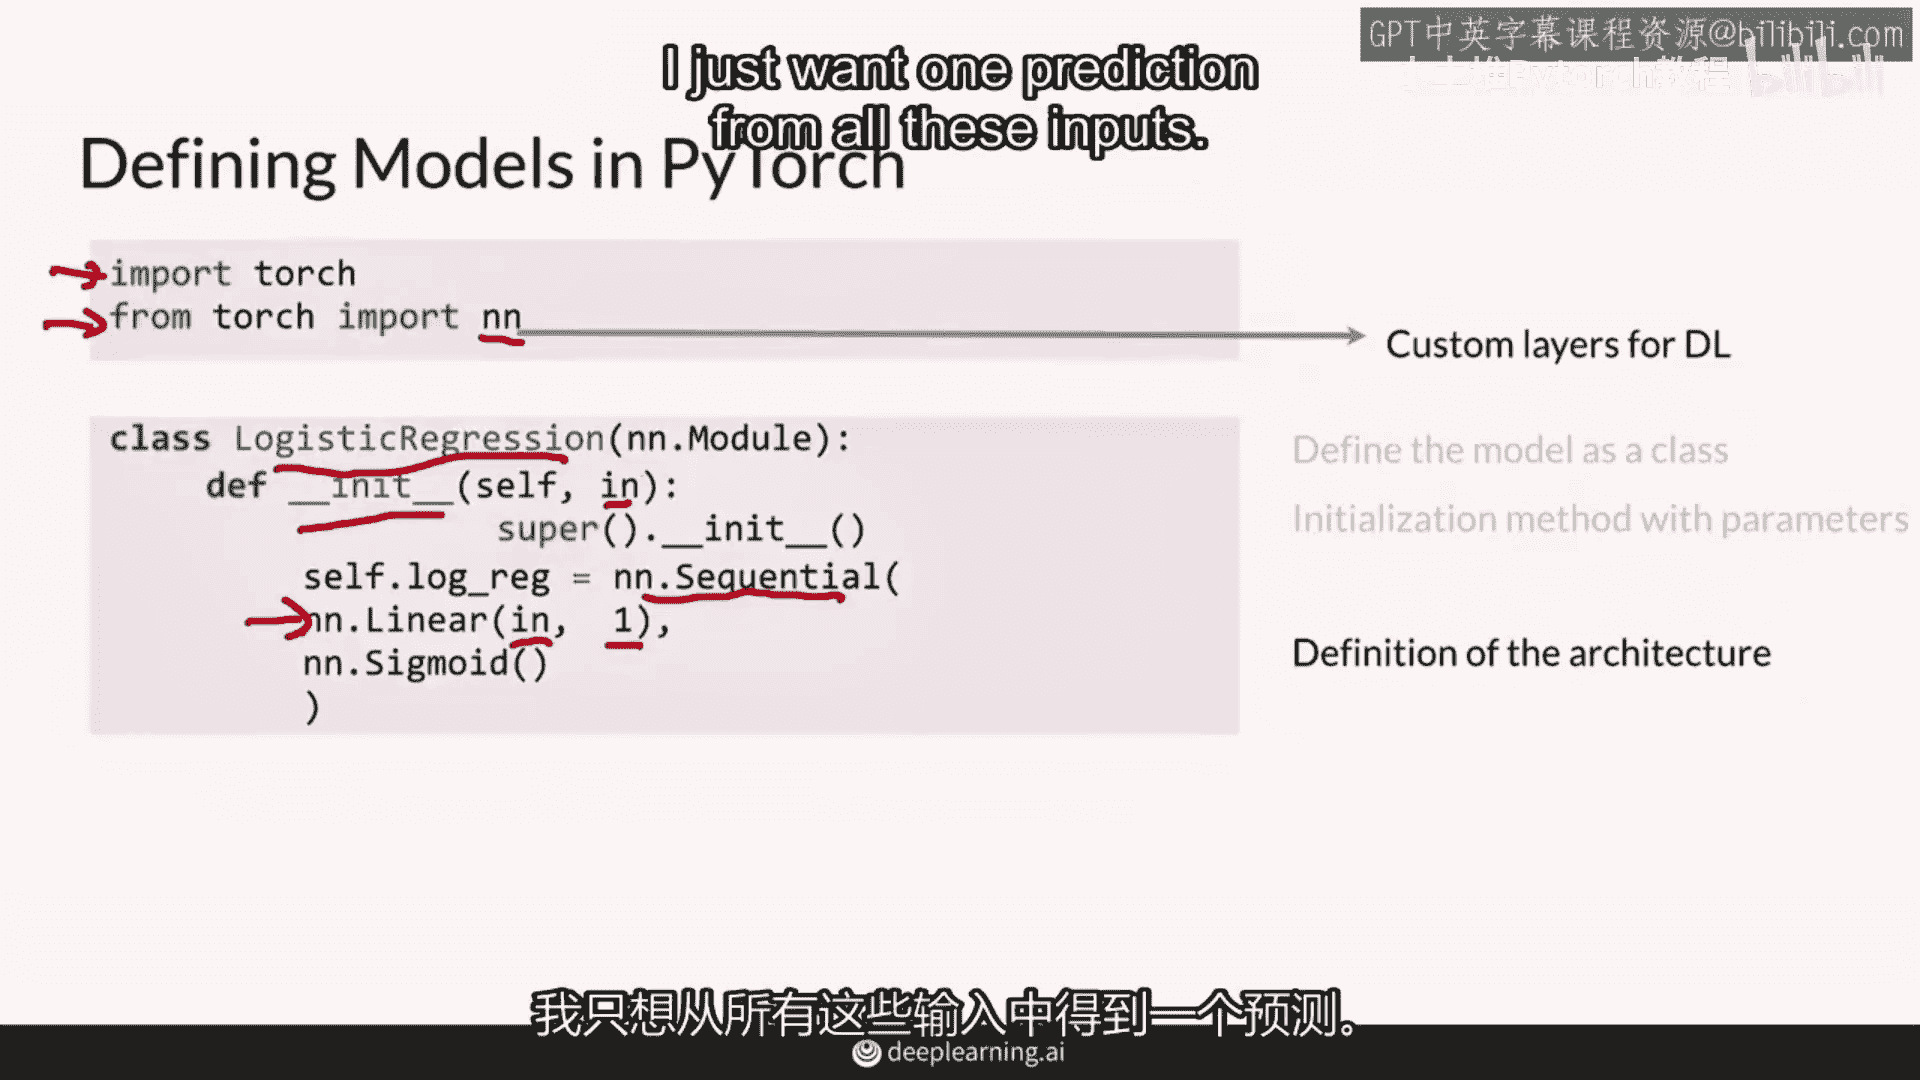 GPT中英字幕课程资源@bilibili.com
I just want one prediction
from all these inputs.
bilibili
Defining Models in PyTorch
import torch
from torch import nn
Custom layers for DL
class LogisticRegression(nn.Module):
def __init__(self, in):
super().__init__()
self.log_reg = nn.Sequential(
nn.Linear(in, 1),
nn.Sigmoid()
)
Define the model as a class
Initialization method with parameters
Definition of the architecture
我只想从所有这些输入中得到一个预测。
deeplearning.ai